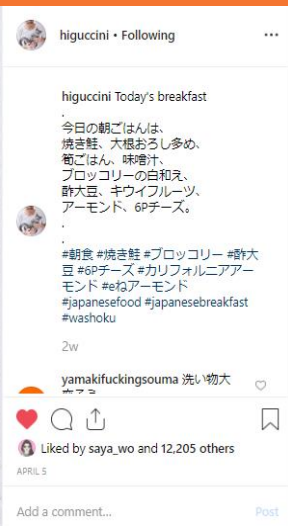 higuccini • Following
higuccini Today's breakfast
.
今日の朝ごはんは、
焼き鮭、大根おろし多め、
筍ごはん、味噌汁、
ブロッコリーの白和え、
酢大豆、キウイフルーツ、
アーモンド、6Pチーズ。
.
.
#朝食 #焼き鮭 #ブロッコリー #酢大
豆 #6Pチーズ #カリフォルニアアー
モンド #eねアーモンド
#japanesefood #japanesebreakfast
#washoku
2w
yamakifuckingsouma 洗い物大
Liked by saya_wo and 12,205 others
APRIL 5
Add a comment...
Post